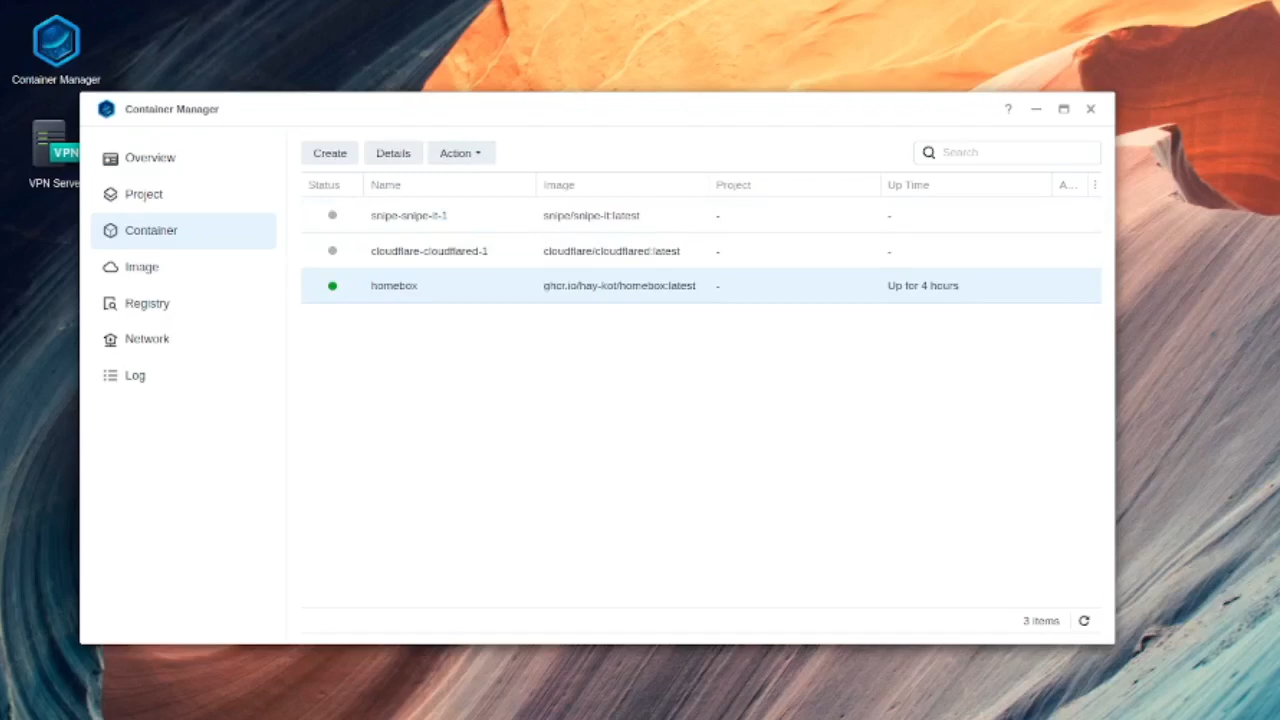 Container Manager
VPN
VPN Serve
Container Manager
?
Overview
Project
Container
Image
Registry
Network
Log
Create Details Action
Search
Status Name Image Project Up Time A...
snipe-snipe-it-1 snipe/snipe-it:latest - -
cloudflare-cloudflared-1 cloudflare/cloudflared:latest - -
homebox ghcr.io/hay-kot/homebox:latest - Up for 4 hours
3 items